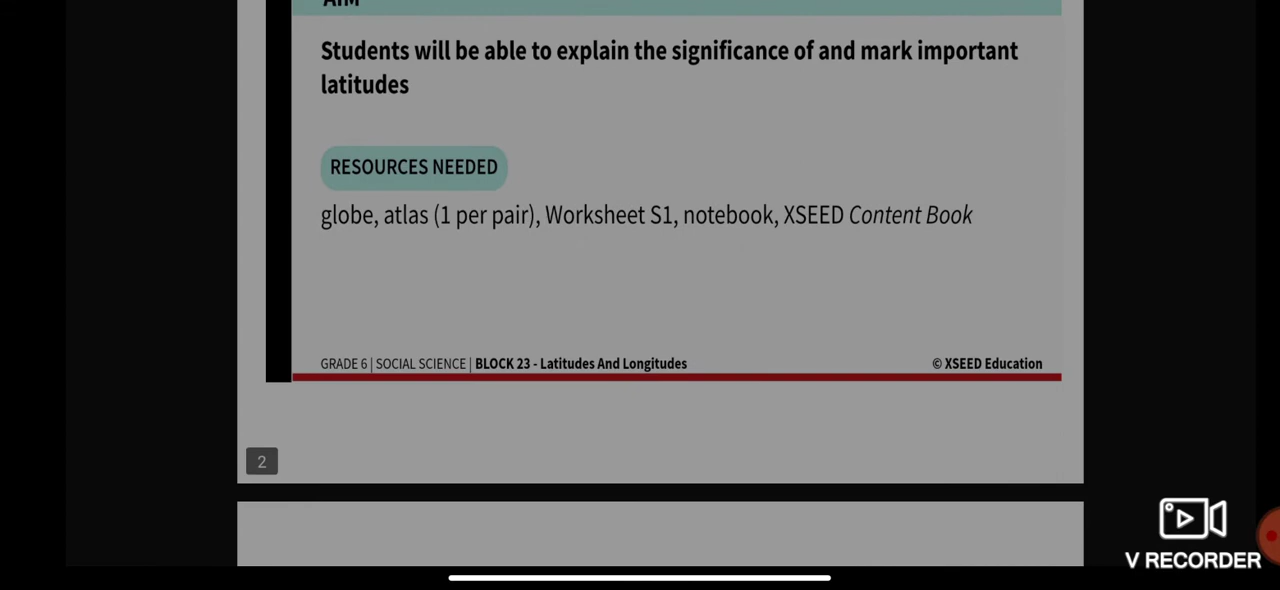 AIM
Students will be able to explain the significance of and mark important
latitudes
RESOURCES NEEDED
globe, atlas (1 per pair), Worksheet S1, notebook, XSEED Content Book
GRADE 6 | SOCIAL SCIENCE | BLOCK 23 - Latitudes And Longitudes
© XSEED Education
2
V RECORDER